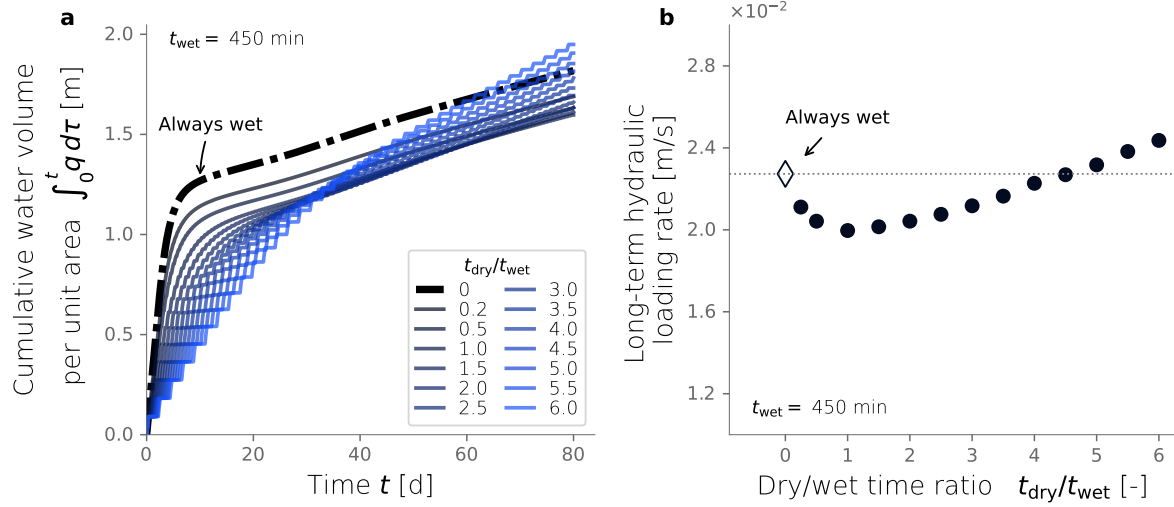 a
t_wet = 450 min
Always wet
Cumulative water volume
per unit area ∫₀ᵗ q dτ [m]
2.0
1.5
1.0
0.5
0.0
0
20
40
60
80
Time t [d]
t_dry/t_wet
0
0.2
0.5
1.0
1.5
2.0
2.5
3.0
3.5
4.0
4.5
5.0
5.5
6.0
b
×10⁻²
Always wet
Long-term hydraulic
loading rate [m/s]
2.8
2.4
2.0
1.6
1.2
t_wet = 450 min
0
1
2
3
4
5
6
Dry/wet time ratio t_dry/t_wet [-]